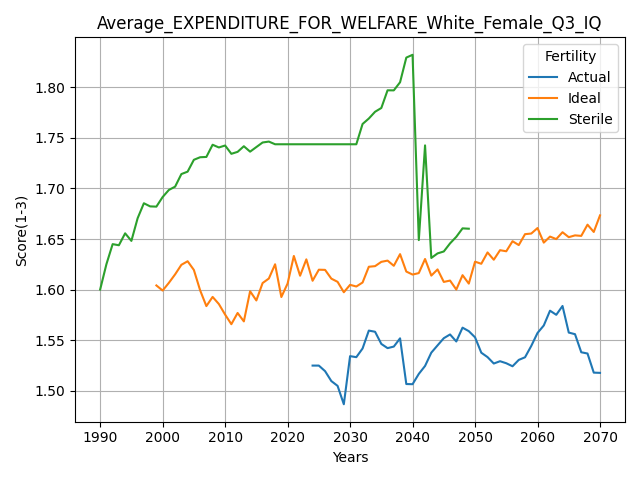 Average_EXPENDITURE_FOR_WELFARE_White_Female_Q3_IQ
Fertility
Actual
Ideal
Sterile
Score(1-3)
1.80
1.75
1.70
1.65
1.60
1.55
1.50
1990 2000 2010 2020 2030 2040 2050 2060 2070
Years